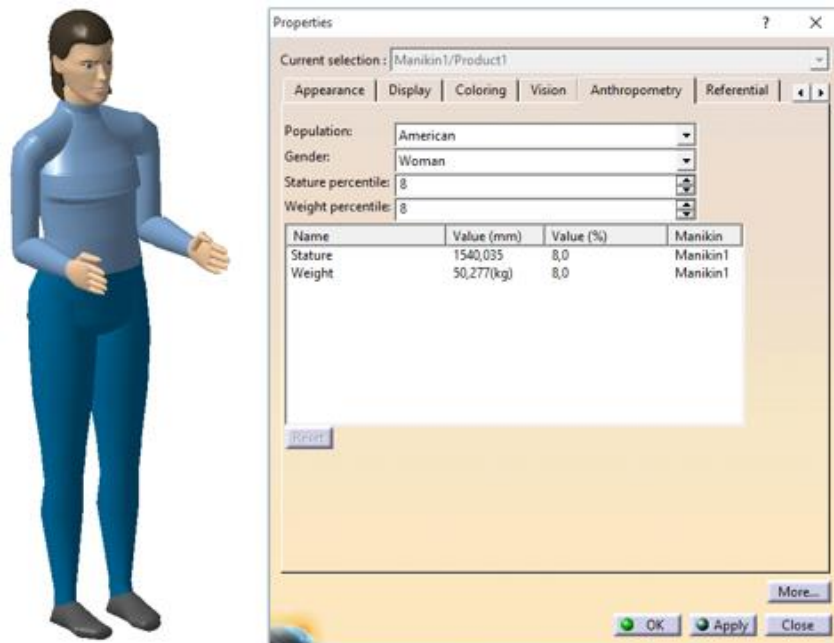 Properties ? X
Current selection : Manikin1/Product1
Appearance Display Coloring Vision Anthropometry Referential
Population: American
Gender: Woman
Stature percentile: 8
Weight percentile: 8
Name Value (mm) Value (%) Manikin
Stature 1540,035 8,0 Manikin1
Weight 50,277(kg) 8,0 Manikin1
Reset
More...
OK Apply Close